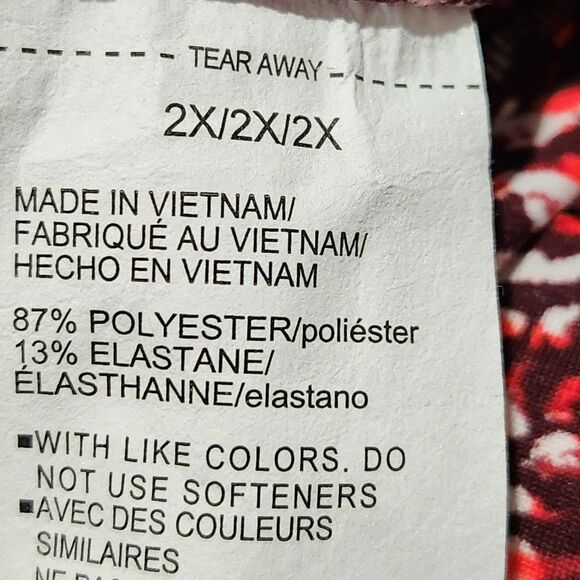 TEAR AWAY
2X/2X/2X
MADE IN VIETNAM/
FABRIQUÉ AU VIETNAM/
HECHO EN VIETNAM
87% POLYESTER/poliéster
13% ELASTANE/
ÉLASTHANNE/elastano
▪WITH LIKE COLORS. DO
NOT USE SOFTENERS
▪AVEC DES COULEURS
SIMILAIRES
NE